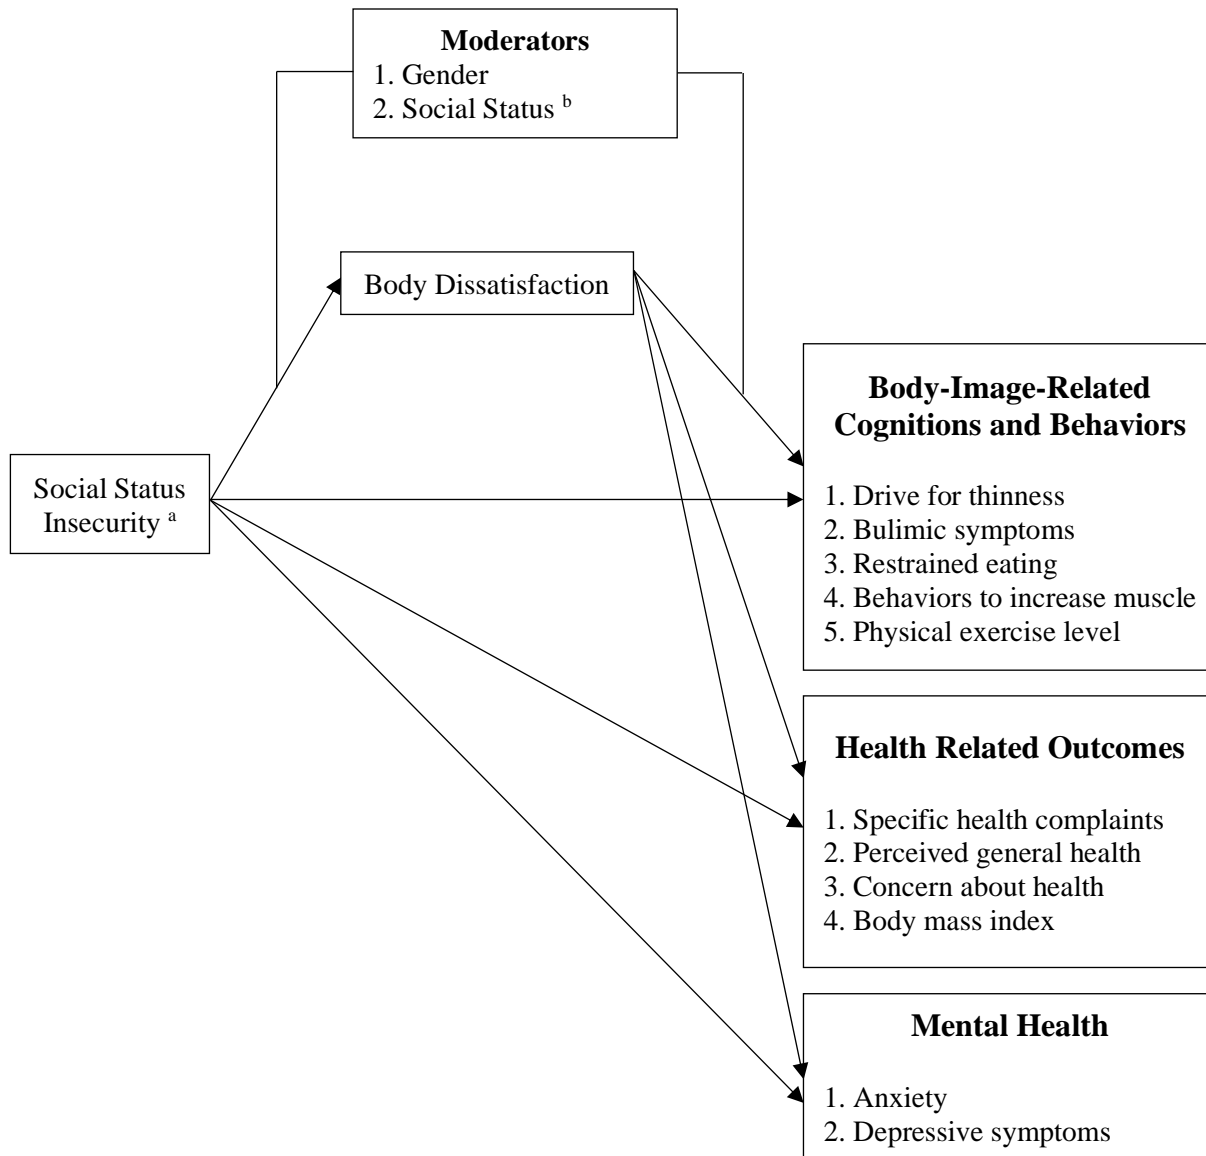 Moderators
1. Gender
2. Social Status b
Body Dissatisfaction
Social Status
Insecurity a
Body-Image-Related
Cognitions and Behaviors
1. Drive for thinness
2. Bulimic symptoms
3. Restrained eating
4. Behaviors to increase muscle
5. Physical exercise level
Health Related Outcomes
1. Specific health complaints
2. Perceived general health
3. Concern about health
4. Body mass index
Mental Health
1. Anxiety
2. Depressive symptoms